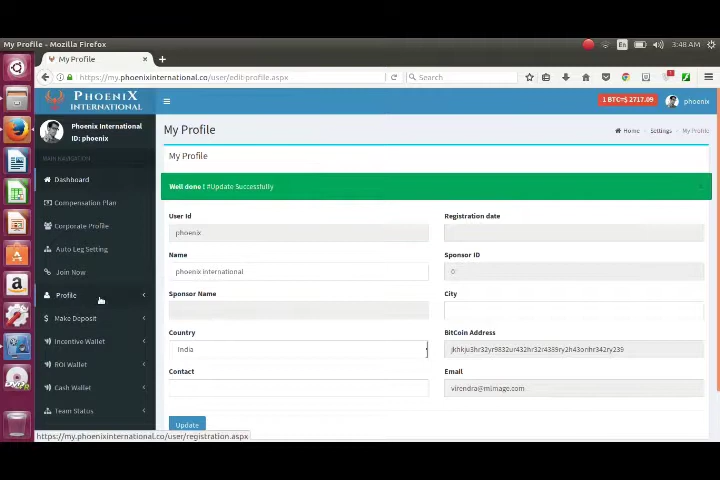 My Profile - Mozilla Firefox
En
3:48 AM
My Profile
https://my.phoenixinternational.co/user/edit-profile.aspx
Search
PHOENIX
INTERNATIONAL
1 BTC=$ 2717.09
phoenix
Phoenix International
ID: phoenix
MAIN NAVIGATION
Dashboard
Compensation Plan
Corporate Profile
Auto Leg Setting
Join Now
Profile
Make Deposit
Incentive Wallet
ROI Wallet
Cash Wallet
Team Status
My Profile
Home
Settings
My Profile
My Profile
Well done ! #Update Successfully
User Id
phoenix
Registration date
Name
phoenix international
Sponsor ID
0
Sponsor Name
City
Country
India
BitCoin Address
jkhkju3hr32yr9832ur432hr32r4389ry2h43orihr342ry239
Contact
Email
virendra@mlmage.com
Update
https://my.phoenixinternational.co/user/registration.aspx